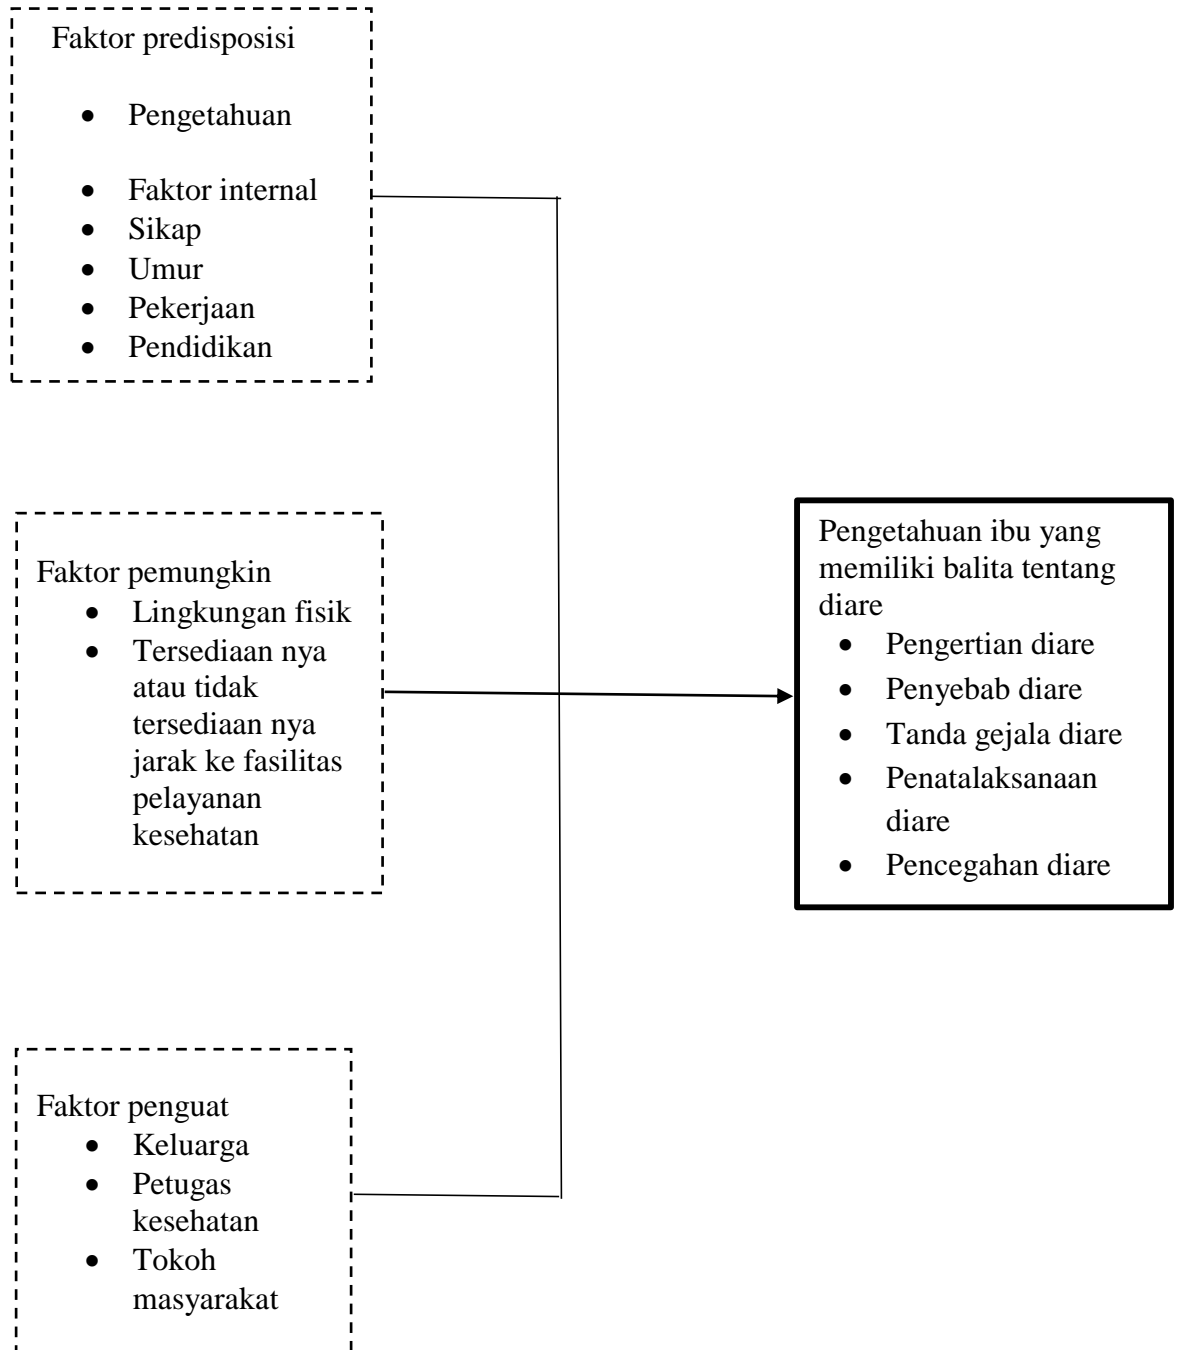 Faktor predisposisi
• Pengetahuan
• Faktor internal
• Sikap
• Umur
• Pekerjaan
• Pendidikan
Faktor pemungkin
• Lingkungan fisik
• Tersediaan nya
atau tidak
tersediaan nya
jarak ke fasilitas
pelayanan
kesehatan
Faktor penguat
• Keluarga
• Petugas
kesehatan
• Tokoh
masyarakat
Pengetahuan ibu yang
memiliki balita tentang
diare
• Pengertian diare
• Penyebab diare
• Tanda gejala diare
• Penatalaksanaan
diare
• Pencegahan diare